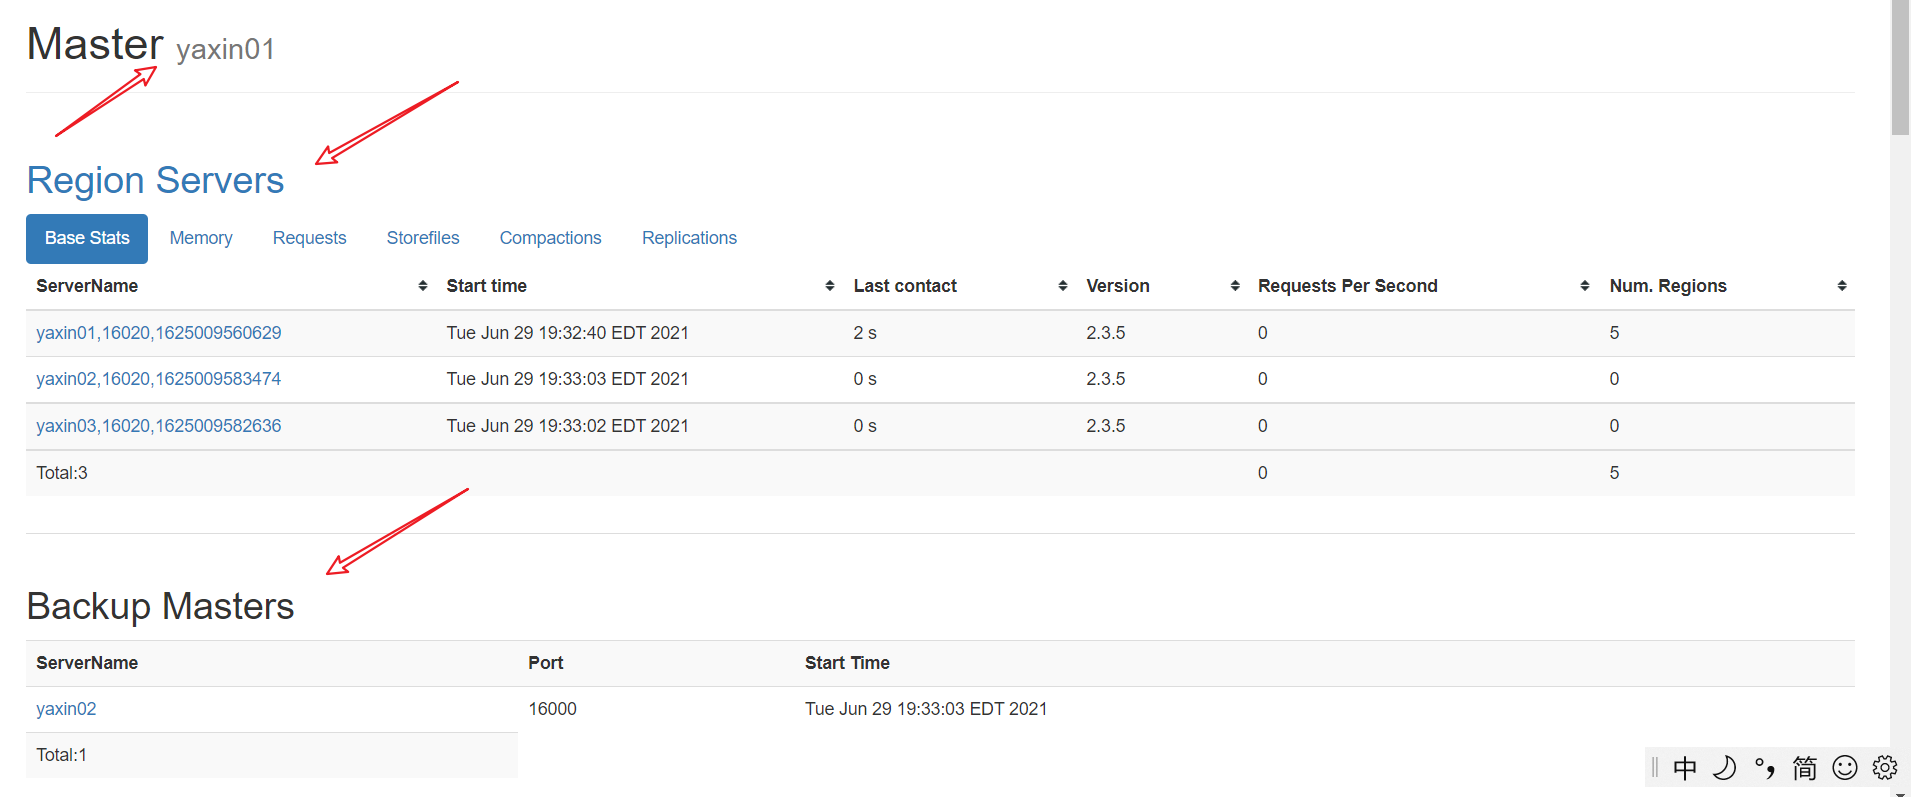 Master yaxin01
Region Servers
Base Stats Memory Requests Storefiles Compactions Replications
ServerName Start time Last contact Version Requests Per Second Num. Regions
yaxin01,16020,1625009560629 Tue Jun 29 19:32:40 EDT 2021 2 s 2.3.5 0 5
yaxin02,16020,1625009583474 Tue Jun 29 19:33:03 EDT 2021 0 s 2.3.5 0 0
yaxin03,16020,1625009582636 Tue Jun 29 19:33:02 EDT 2021 0 s 2.3.5 0 0
Total:3 0 5
Backup Masters
ServerName Port Start Time
yaxin02 16000 Tue Jun 29 19:33:03 EDT 2021
Total:1
中 °, 简